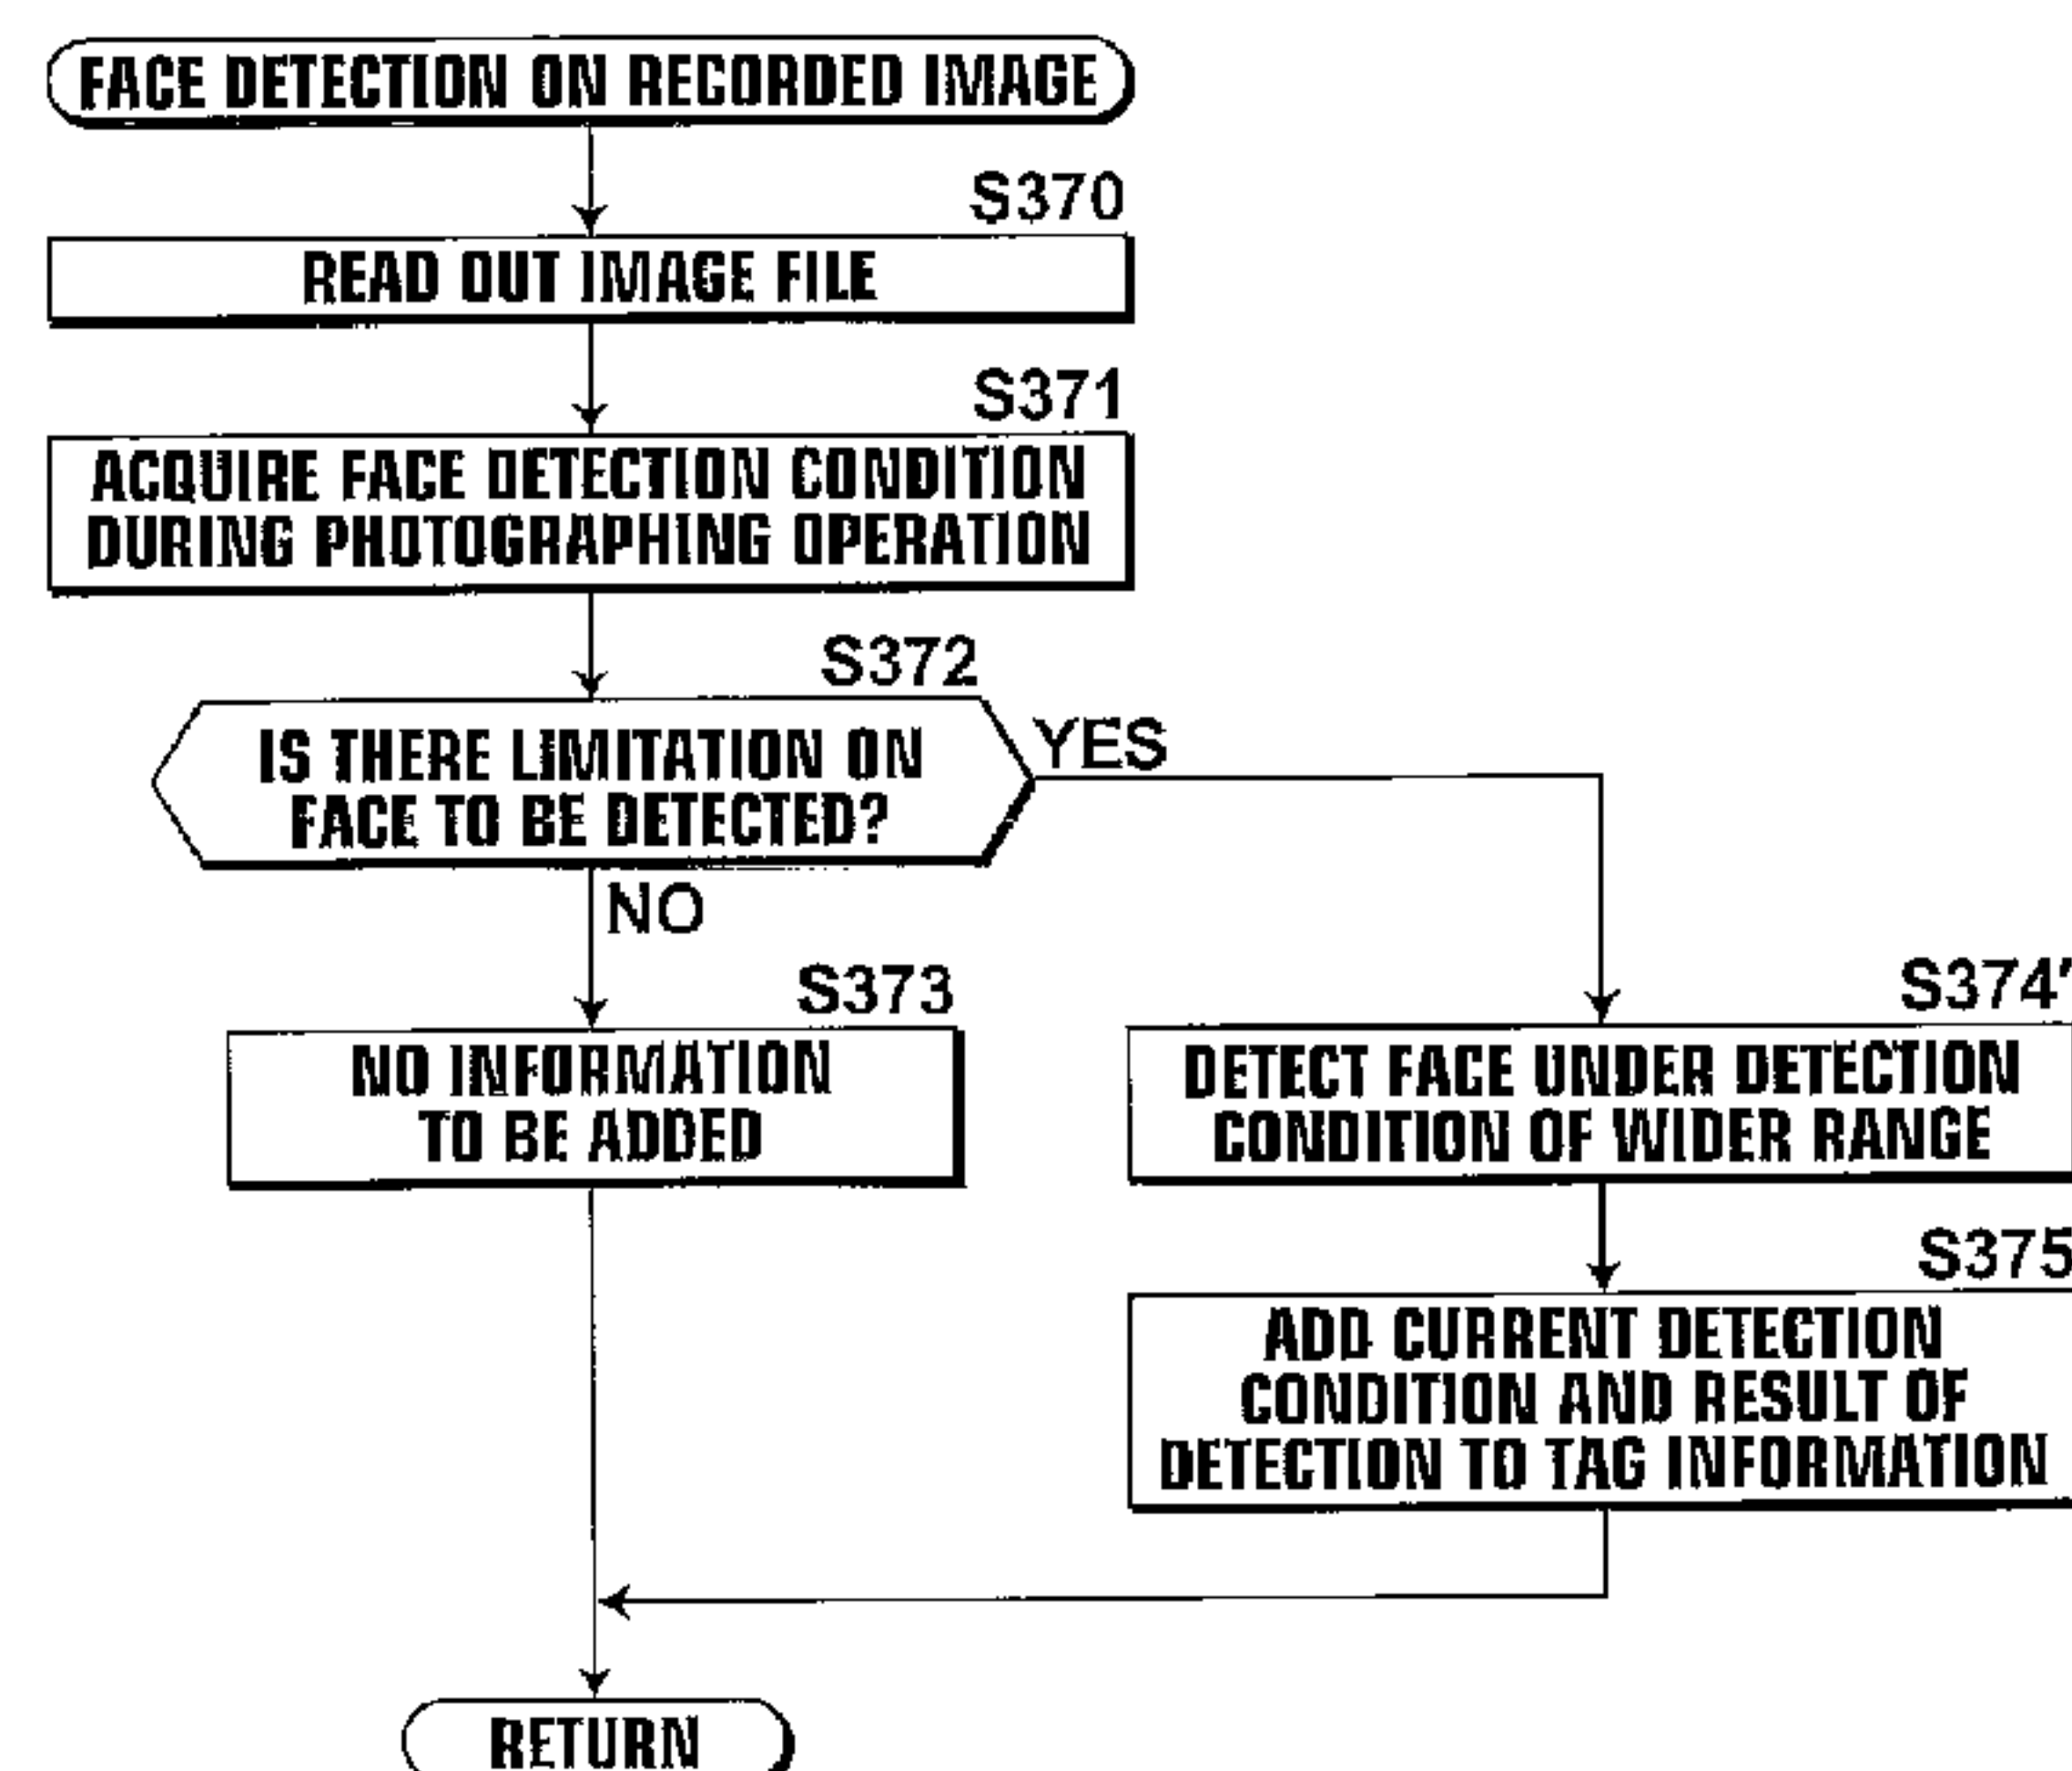 FACE DETECTION ON RECORDED IMAGE
S370
READ OUT IMAGE FILE
S371
ACQUIRE FACE DETECTION CONDITION
DURING PHOTOGRAPHING OPERATION
S372
IS THERE LIMITATION ON
FACE TO BE DETECTED?
YES
NO
S373
NO INFORMATION
TO BE ADDED
S374'
DETECT FACE UNDER DETECTION
CONDITION OF WIDER RANGE
S375
ADD CURRENT DETECTION
CONDITION AND RESULT OF
DETECTION TO TAG INFORMATION
RETURN